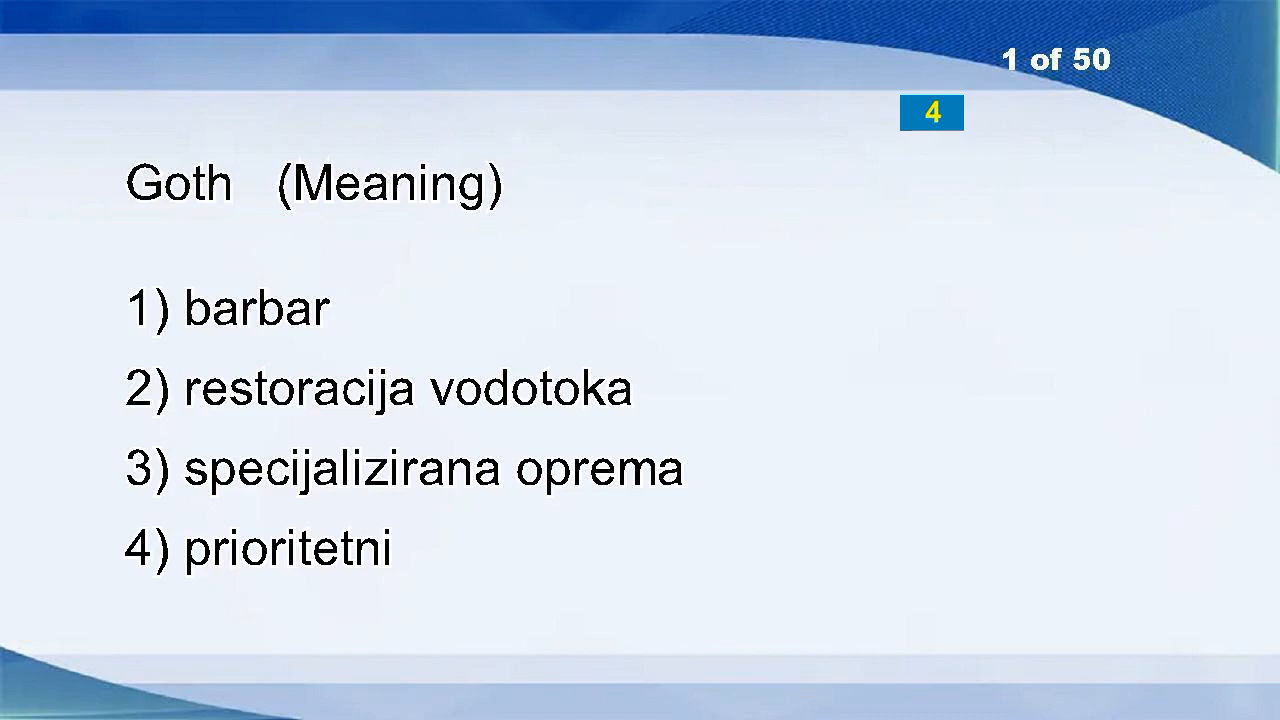 1 of 50
4
Goth (Meaning)
1) barbar
2) restoracija vodotoka
3) specijalizirana oprema
4) prioritetni